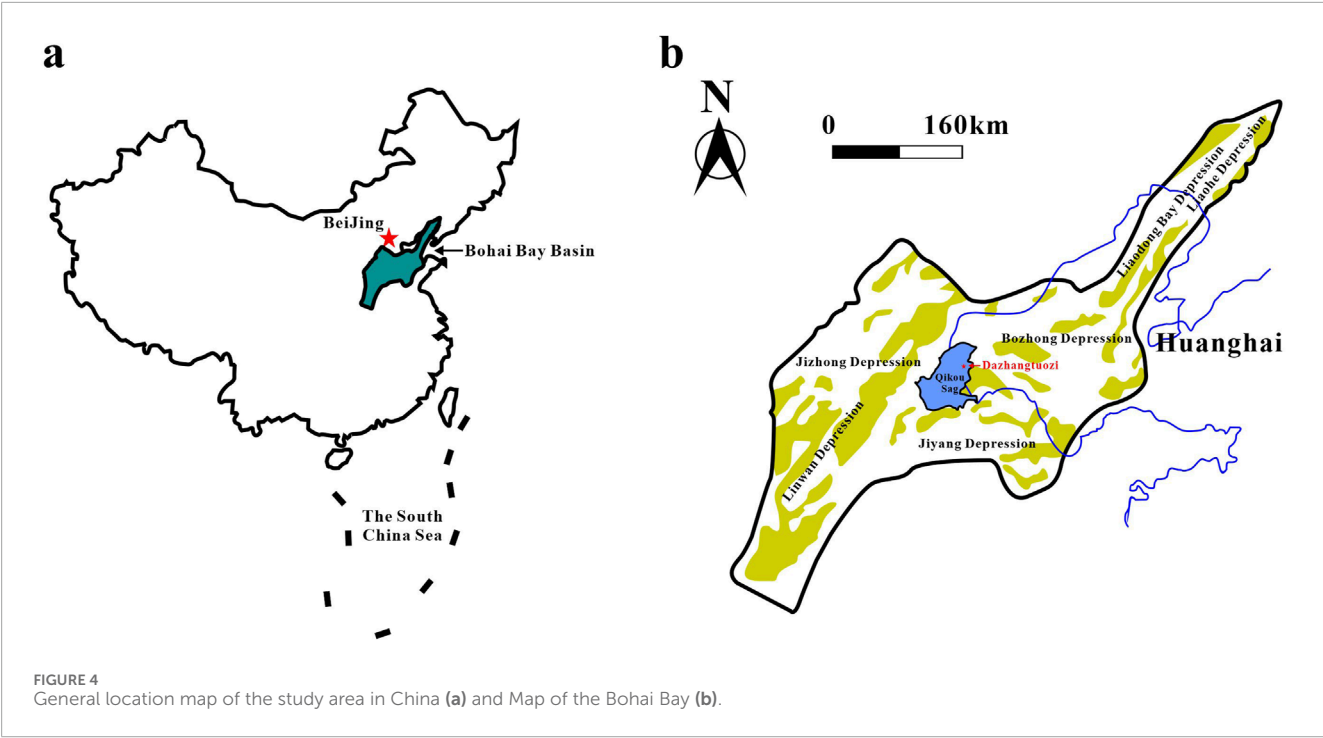 a
BeiJing
Bohai Bay Basin
The South
China Sea
b
N
0 160km
Liaodong Bay Depression
Liaohe Depression
Bozhong Depression
Huanghai
Jizhong Depression
Qikou
Sag
Dazhangtuozi
Linwan Depression
Jiyang Depression
FIGURE 4
General location map of the study area in China (a) and Map of the Bohai Bay (b).